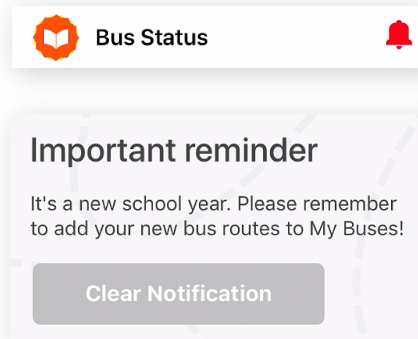 Bus Status
Important reminder
It's a new school year. Please remember
to add your new bus routes to My Buses!
Clear Notification